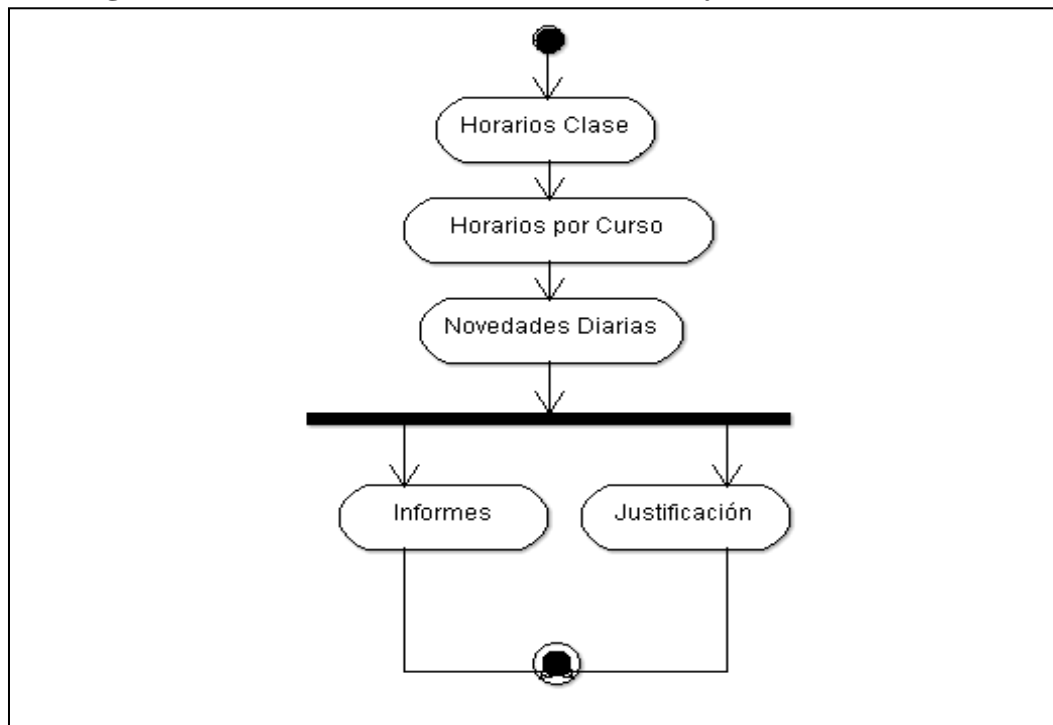 Horarios Clase
Horarios por Curso
Novedades Diarias
Informes
Justificación